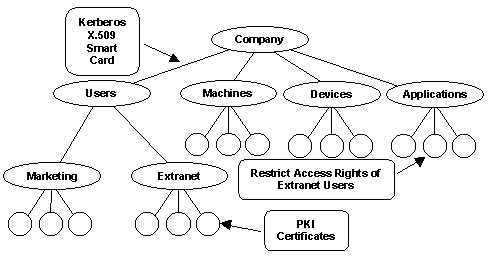 Kerberos
X.509
Smart
Card
Company
Users
Machines
Devices
Applications
Marketing
Extranet
Restrict Access Rights of
Extranet Users
PKI
Certificates